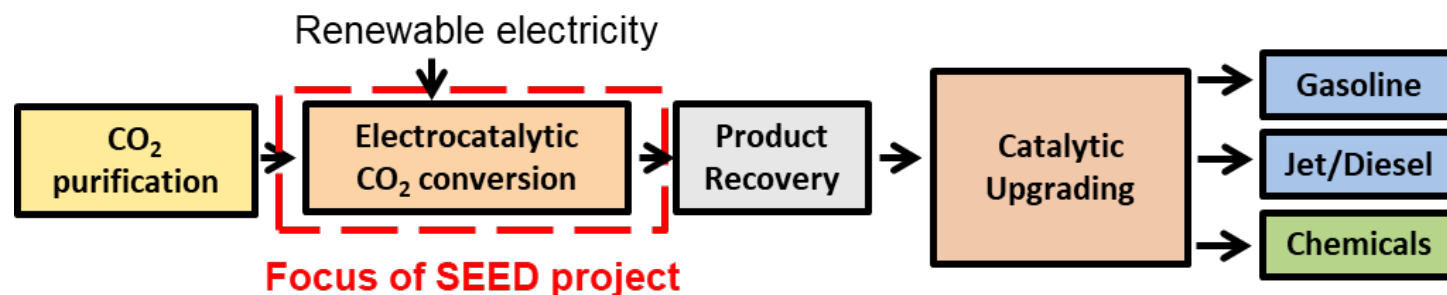 Renewable electricity
CO₂
purification
Electrocatalytic
CO₂ conversion
Product
Recovery
Catalytic
Upgrading
Gasoline
Jet/Diesel
Chemicals
Focus of SEED project